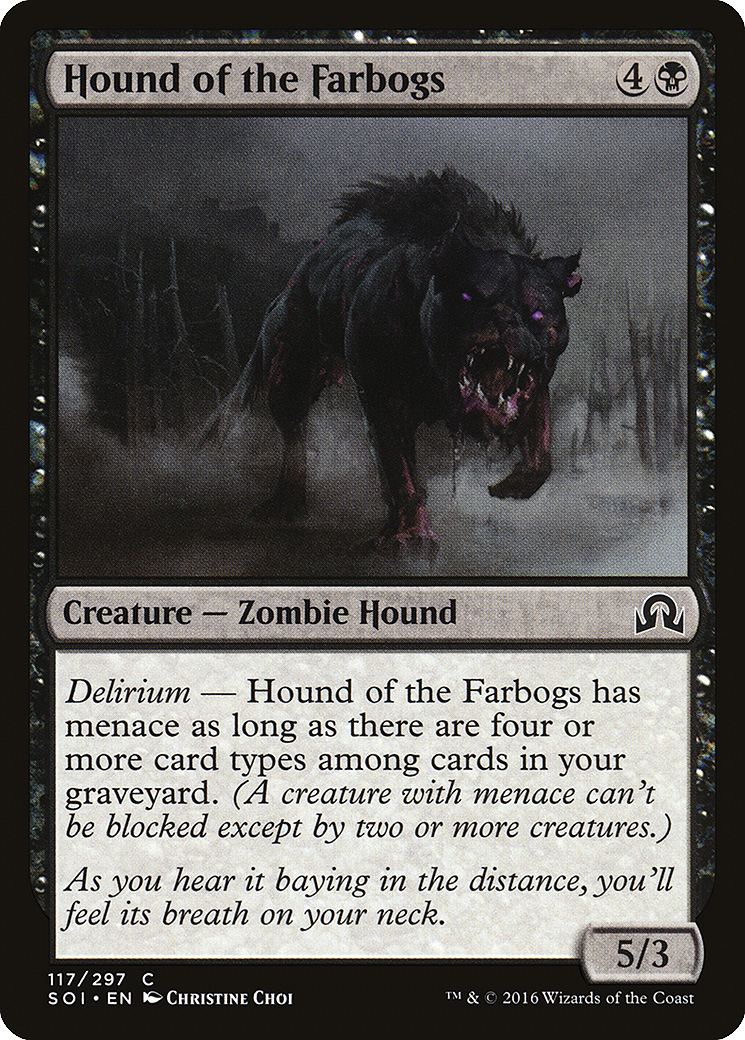 Hound of the Farbogs 4
Creature — Zombie Hound
Delirium — Hound of the Farbogs has
menace as long as there are four or
more card types among cards in your
graveyard. (A creature with menace can't
be blocked except by two or more creatures.)
As you hear it baying in the distance, you'll
feel its breath on your neck.
5/3
117/297 C
SOI • EN Christine Choi
™ & © 2016 Wizards of the Coast